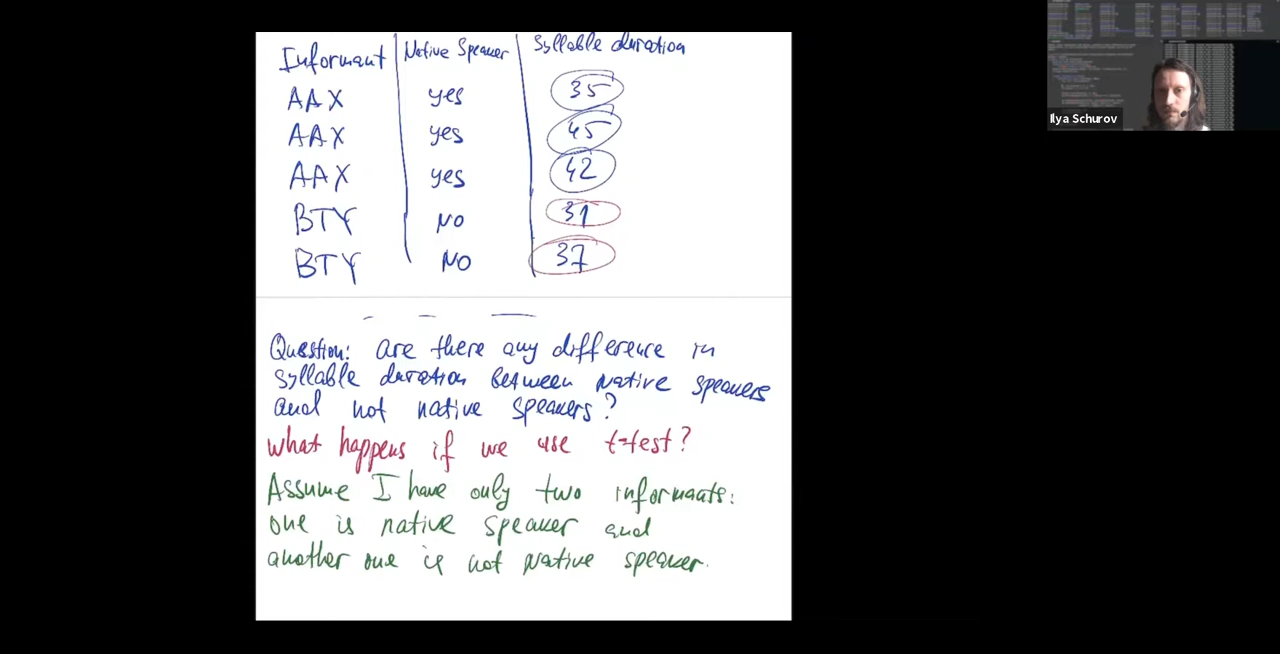 Informant Native Speaker Syllable duration
AAX yes 35
AAX yes 45
AAX yes 42
BTY NO 31
BTY NO 37
Question: are there any difference in
syllable duration between native speakers
and not native speakers?
What happens if we use t-test?
Assume I have only two informants:
one is native speaker and
another one is not native speaker.
Ilya Schurov